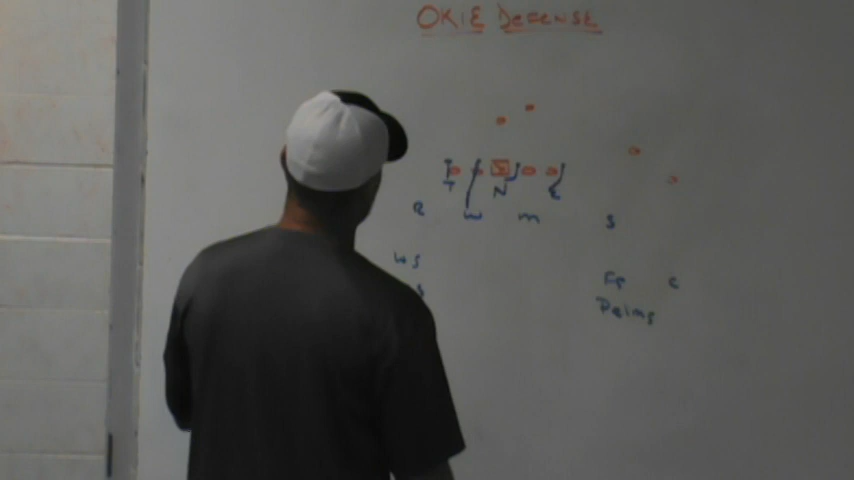 OKIE DEFENSE
T N E
R W M S
WS FS C
Palms